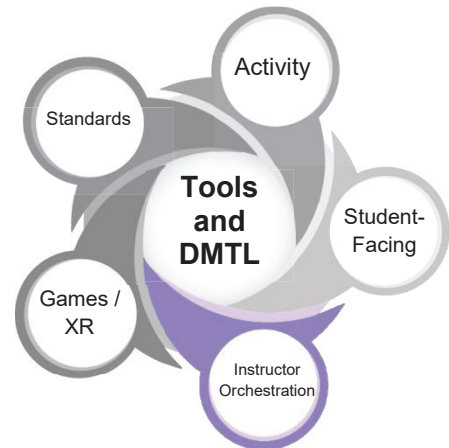 Activity
Standards
Tools
and
DMTL
Student-
Facing
Games /
XR
Instructor
Orchestration